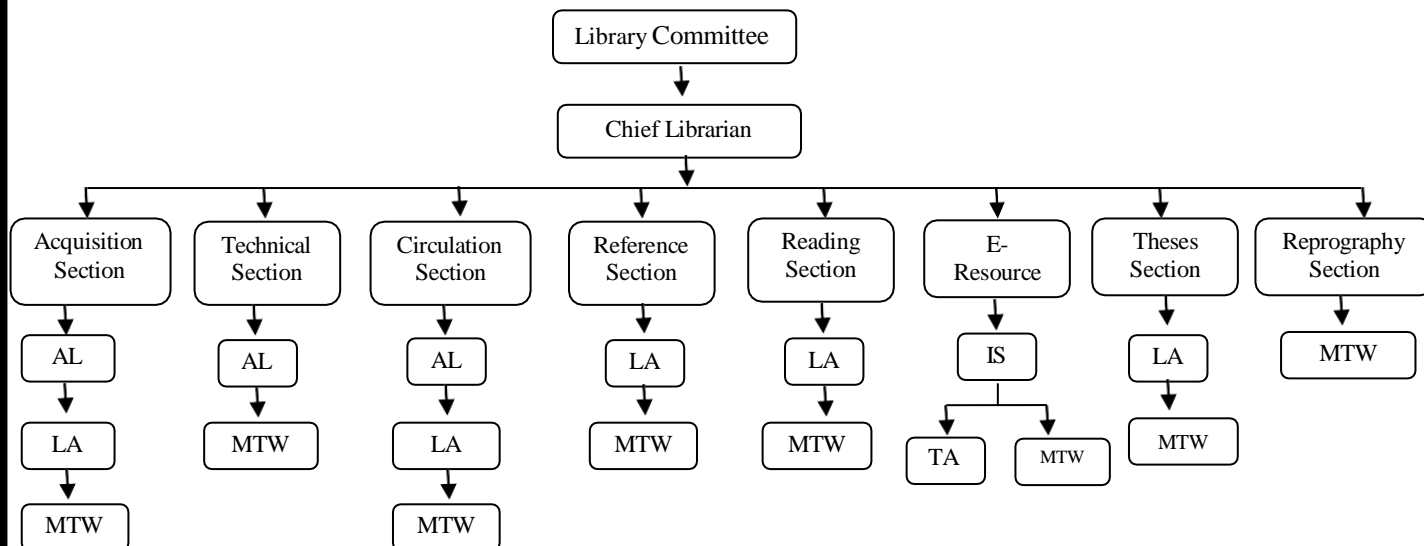 Library Committee
Chief Librarian
Acquisition
Section
Technical
Section
Circulation
Section
Reference
Section
Reading
Section
E-
Resource
Theses
Section
Reprography
Section
AL
AL
AL
LA
LA
IS
LA
MTW
LA
MTW
LA
MTW
MTW
TA
MTW
MTW
MTW
MTW